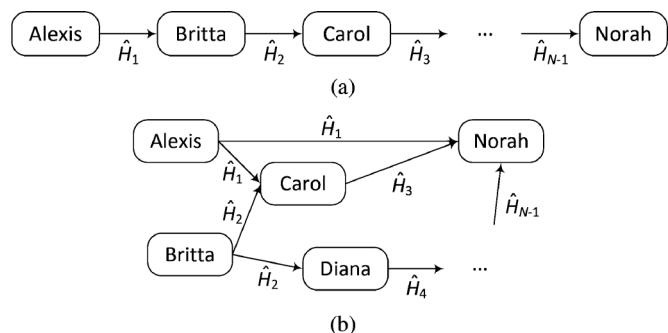 Alexis Britta Carol ... Norah
Ĥ1 Ĥ2 Ĥ3 ĤN-1
(a)
Ĥ1
Alexis Norah
Ĥ1 Carol Ĥ3
Ĥ2 ĤN-1
Britta Diana ...
Ĥ2 Ĥ4
(b)